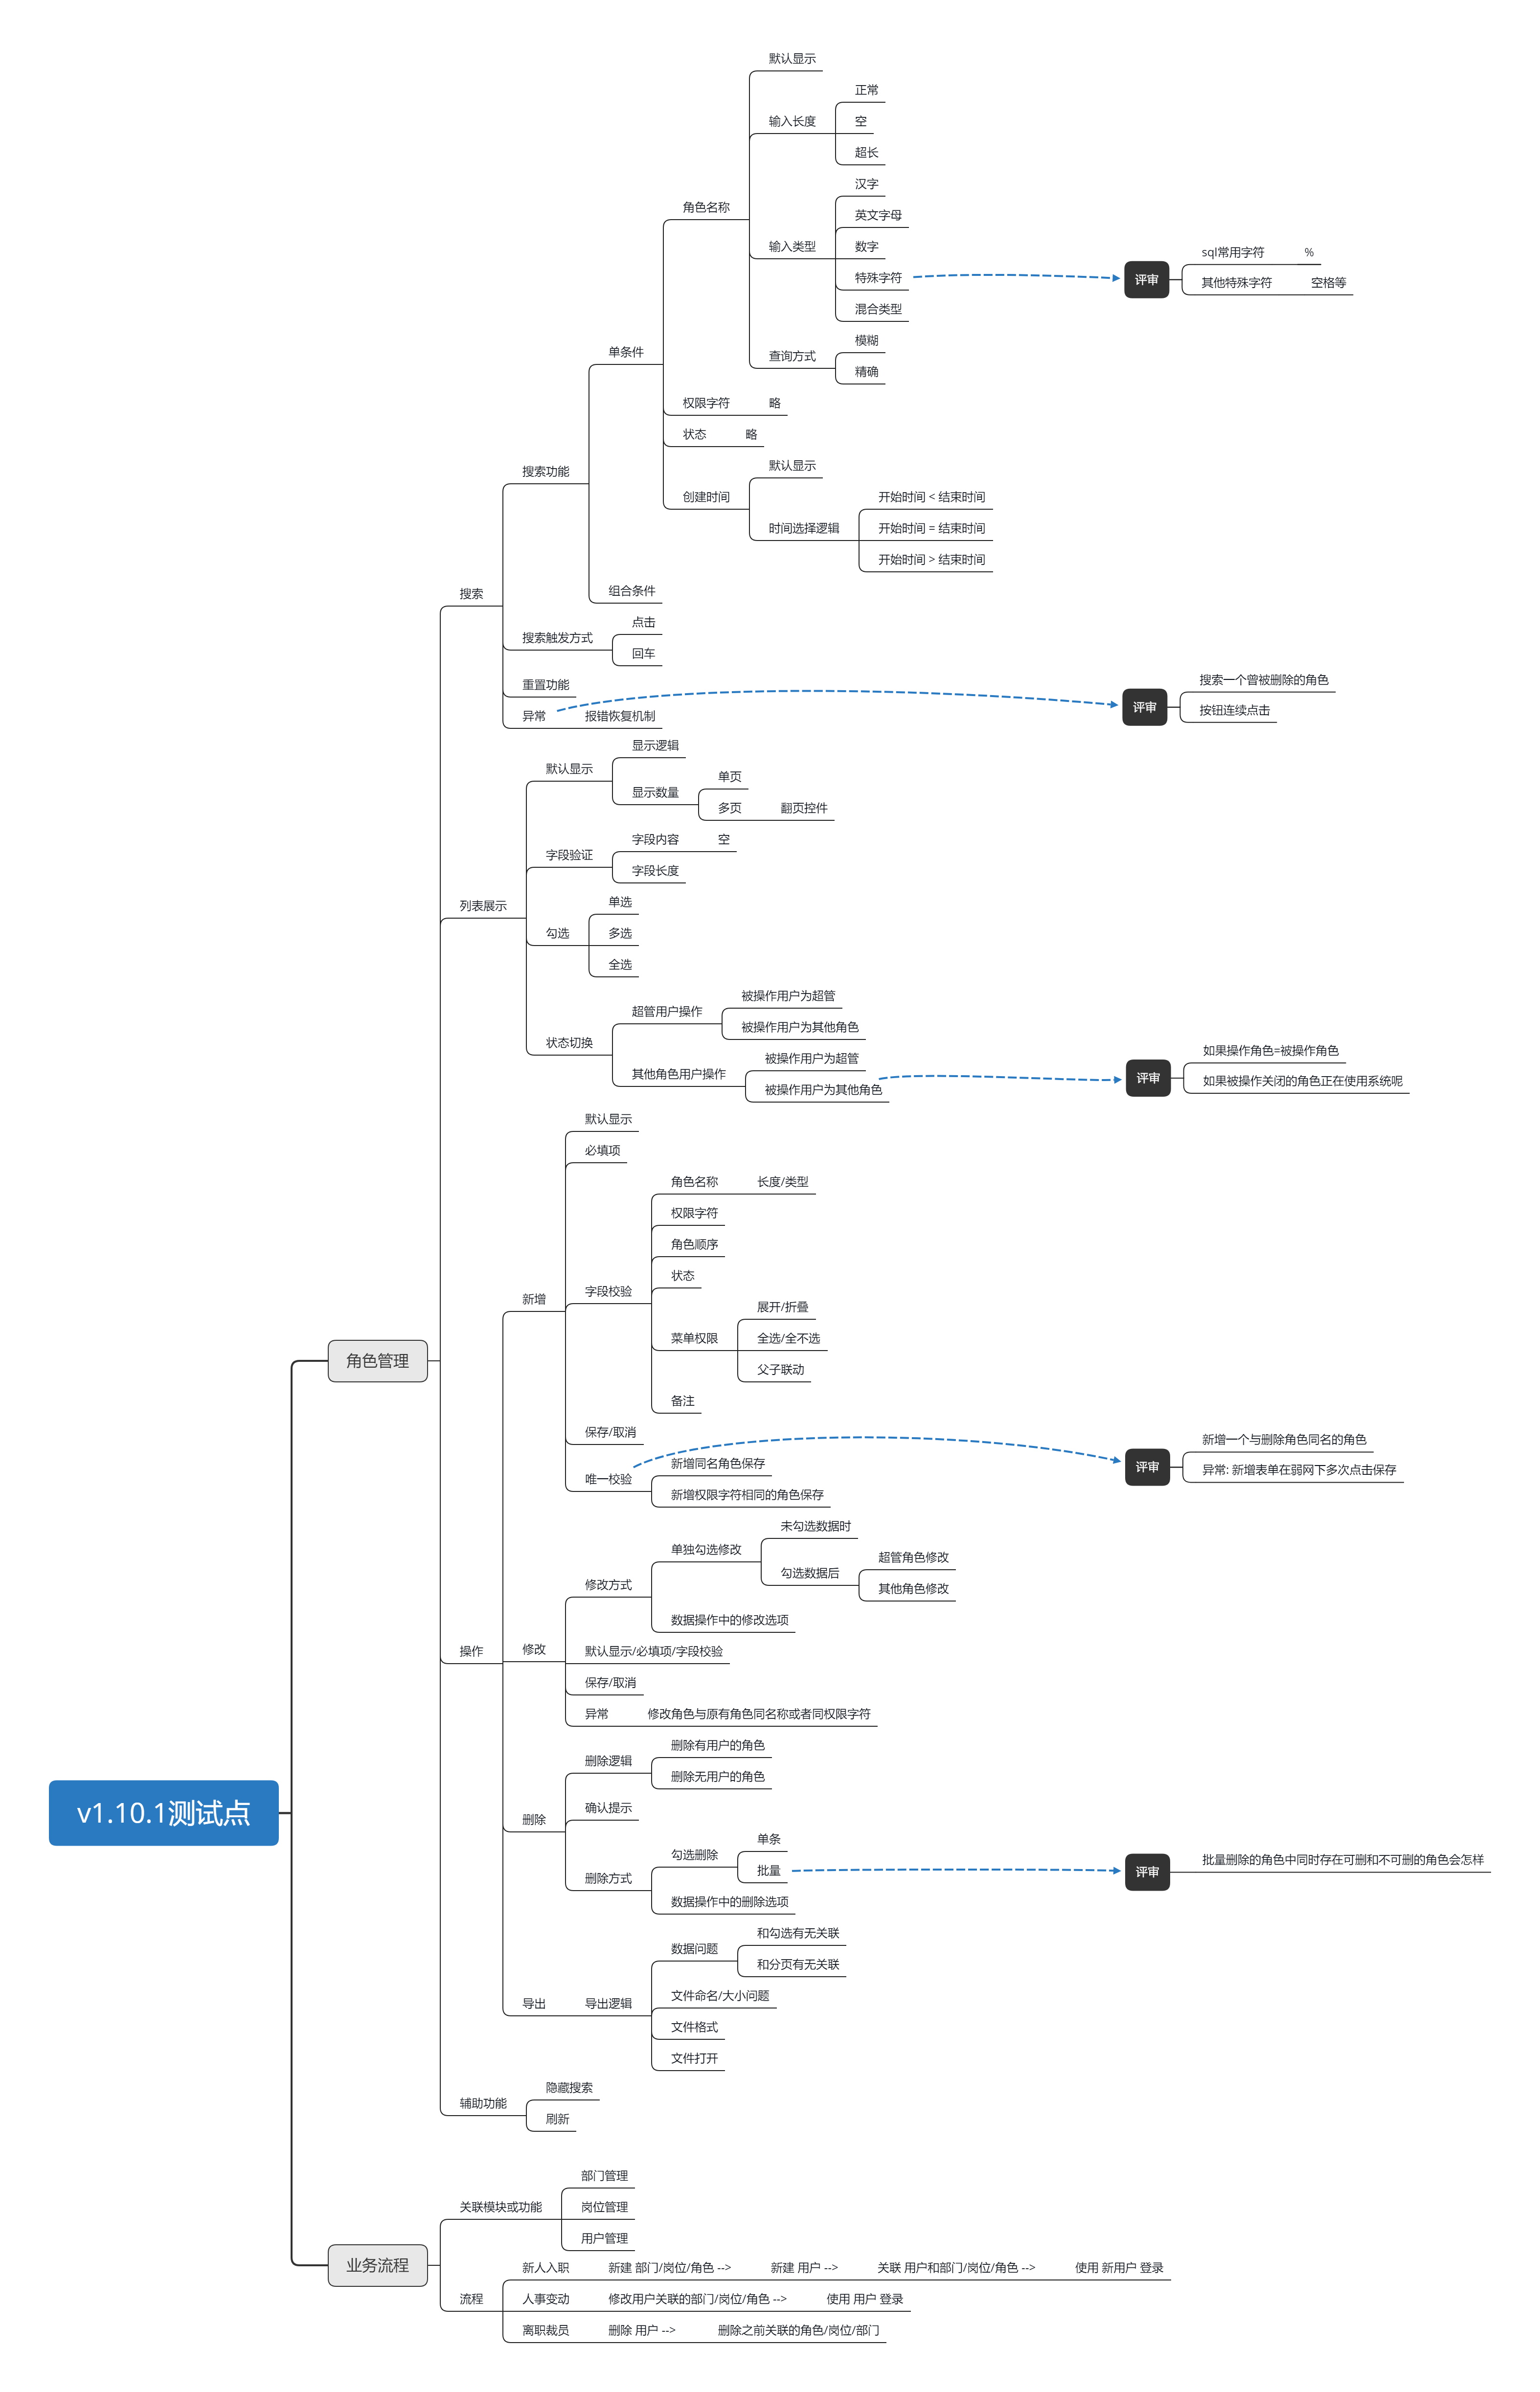 v1.10.1测试点
角色管理
搜索
搜索功能
单条件
角色名称
默认显示
输入长度
正常
空
超长
输入类型
汉字
英文字母
数字
特殊字符
评审
sql常用字符
%
其他特殊字符
空格等
混合类型
查询方式
模糊
精确
权限字符
略
状态
略
创建时间
默认显示
时间选择逻辑
开始时间 < 结束时间
开始时间 = 结束时间
开始时间 > 结束时间
组合条件
搜索触发方式
点击
回车
重置功能
异常
报错恢复机制
评审
搜索一个曾被删除的角色
按钮连续点击
列表展示
默认显示
显示逻辑
显示数量
单页
多页
翻页控件
字段验证
字段内容
空
字段长度
勾选
单选
多选
全选
状态切换
超管用户操作
被操作用户为超管
被操作用户为其他角色
其他角色用户操作
被操作用户为超管
被操作用户为其他角色
评审
如果操作角色=被操作角色
如果被操作关闭的角色正在使用系统呢
操作
新增
默认显示
必填项
字段校验
角色名称
长度/类型
权限字符
角色顺序
状态
菜单权限
展开/折叠
全选/全不选
父子联动
备注
保存/取消
唯一校验
新增同名角色保存
新增权限字符相同的角色保存
评审
新增一个与删除角色同名的角色
异常: 新增表单在弱网下多次点击保存
修改
修改方式
单独勾选修改
未勾选数据时
勾选数据后
超管角色修改
其他角色修改
数据操作中的修改选项
默认显示/必填项/字段校验
保存/取消
异常
修改角色与原有角色同名称或者同权限字符
删除
删除逻辑
删除有用户的角色
删除无用户的角色
确认提示
删除方式
勾选删除
单条
批量
评审
批量删除的角色中同时存在可删和不可删的角色会怎样
数据操作中的删除选项
导出
导出逻辑
数据问题
和勾选有无关联
和分页有无关联
文件命名/大小问题
文件格式
文件打开
辅助功能
隐藏搜索
刷新
业务流程
关联模块或功能
部门管理
岗位管理
用户管理
流程
新人入职
新建 部门/岗位/角色 -->
新建 用户 -->
关联 用户和部门/岗位/角色 -->
使用 新用户 登录
人事变动
修改用户关联的部门/岗位/角色 -->
使用 用户 登录
离职裁员
删除 用户 -->
删除之前关联的角色/岗位/部门